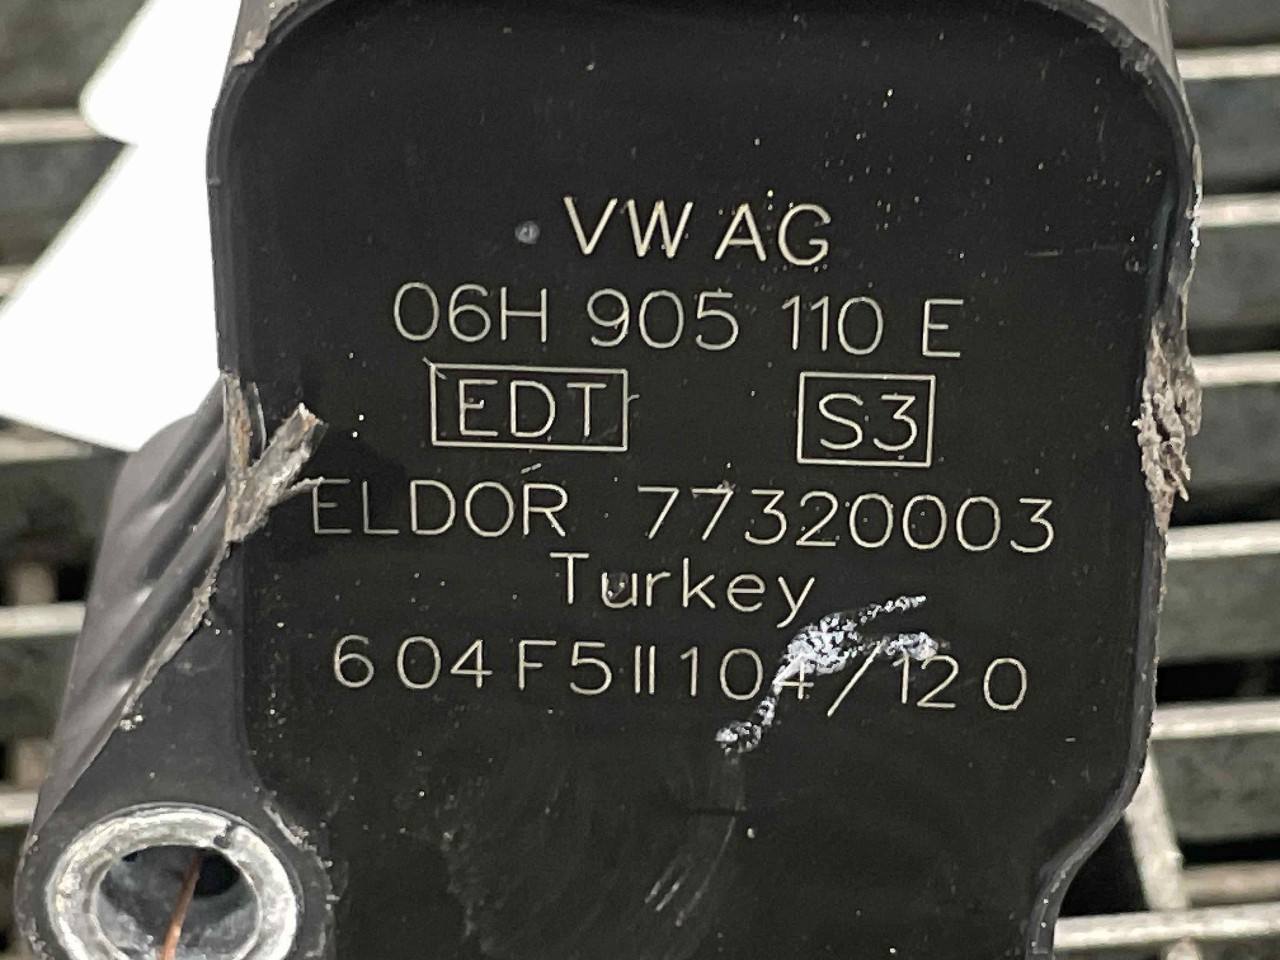 VW AG
06H 905 110 E
EDT S3
ELDOR 77320003
Turkey
604F5II104/120